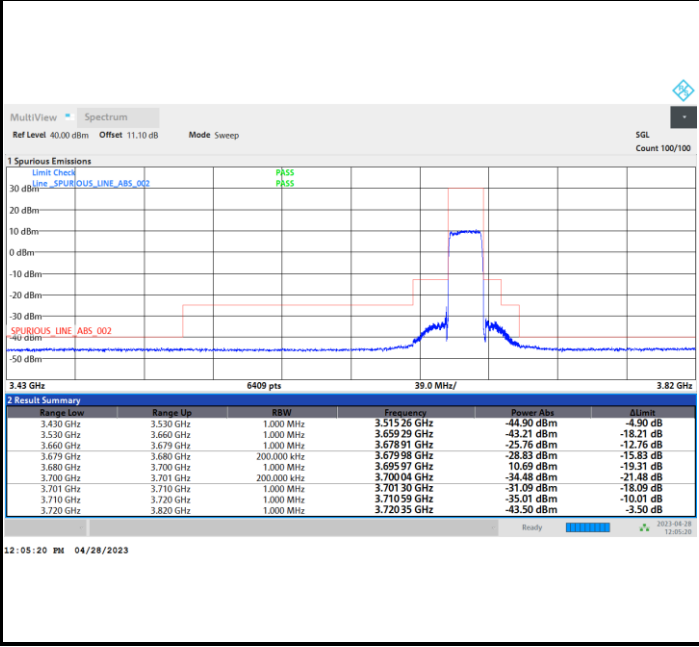 MultiView Spectrum
Ref Level 40.00 dBm Offset 11.10 dB Mode Sweep SGL
Count 100/100
1 Spurious Emissions
Limit Check PASS
Line _SPURIOUS_LINE_ABS_002 PASS
30 dBm
20 dBm
10 dBm
0 dBm
-10 dBm
-20 dBm
-30 dBm
_SPURIOUS_LINE_ABS_002
-40 dBm
-50 dBm
3.43 GHz 6409 pts 39.0 MHz/ 3.82 GHz
2 Result Summary
Range Low Range Up RBW Frequency Power Abs ΔLimit
3.430 GHz 3.530 GHz 1.000 MHz 3.515 26 GHz -44.90 dBm -4.90 dB
3.530 GHz 3.660 GHz 1.000 MHz 3.659 29 GHz -43.21 dBm -18.21 dB
3.660 GHz 3.679 GHz 1.000 MHz 3.678 91 GHz -25.76 dBm -12.76 dB
3.679 GHz 3.680 GHz 200.000 kHz 3.679 98 GHz -28.83 dBm -15.83 dB
3.680 GHz 3.700 GHz 1.000 MHz 3.695 97 GHz 10.69 dBm -19.31 dB
3.700 GHz 3.701 GHz 200.000 kHz 3.700 04 GHz -34.48 dBm -21.48 dB
3.701 GHz 3.710 GHz 1.000 MHz 3.701 30 GHz -31.09 dBm -18.09 dB
3.710 GHz 3.720 GHz 1.000 MHz 3.710 59 GHz -35.01 dBm -10.01 dB
3.720 GHz 3.820 GHz 1.000 MHz 3.720 35 GHz -43.50 dBm -3.50 dB
Ready 2023-04-28
12:05:20
12:05:20 PM 04/28/2023